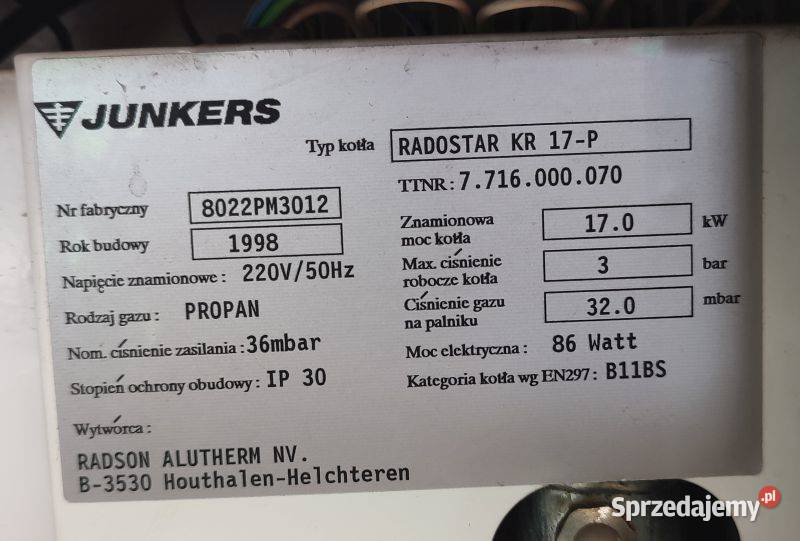 JUNKERS
Typ kotła RADOSTAR KR 17-P
TTNR: 7.716.000.070
Nr fabryczny 8022PM3012
Rok budowy 1998
Napięcie znamionowe: 220V/50Hz
Rodzaj gazu: PROPAN
Nom. ciśnienie zasilania: 36mbar
Stopień ochrony obudowy: IP 30
Znamionowa
moc kotła 17.0 kW
Max. ciśnienie
robocze kotła 3 bar
Ciśnienie gazu
na palniku 32.0 mbar
Moc elektryczna: 86 Watt
Kategoria kotła wg EN297: B11BS
Wytwórca:
RADSON ALUTHERM NV.
B-3530 Houthalen-Helchteren
Sprzedajemy.pl